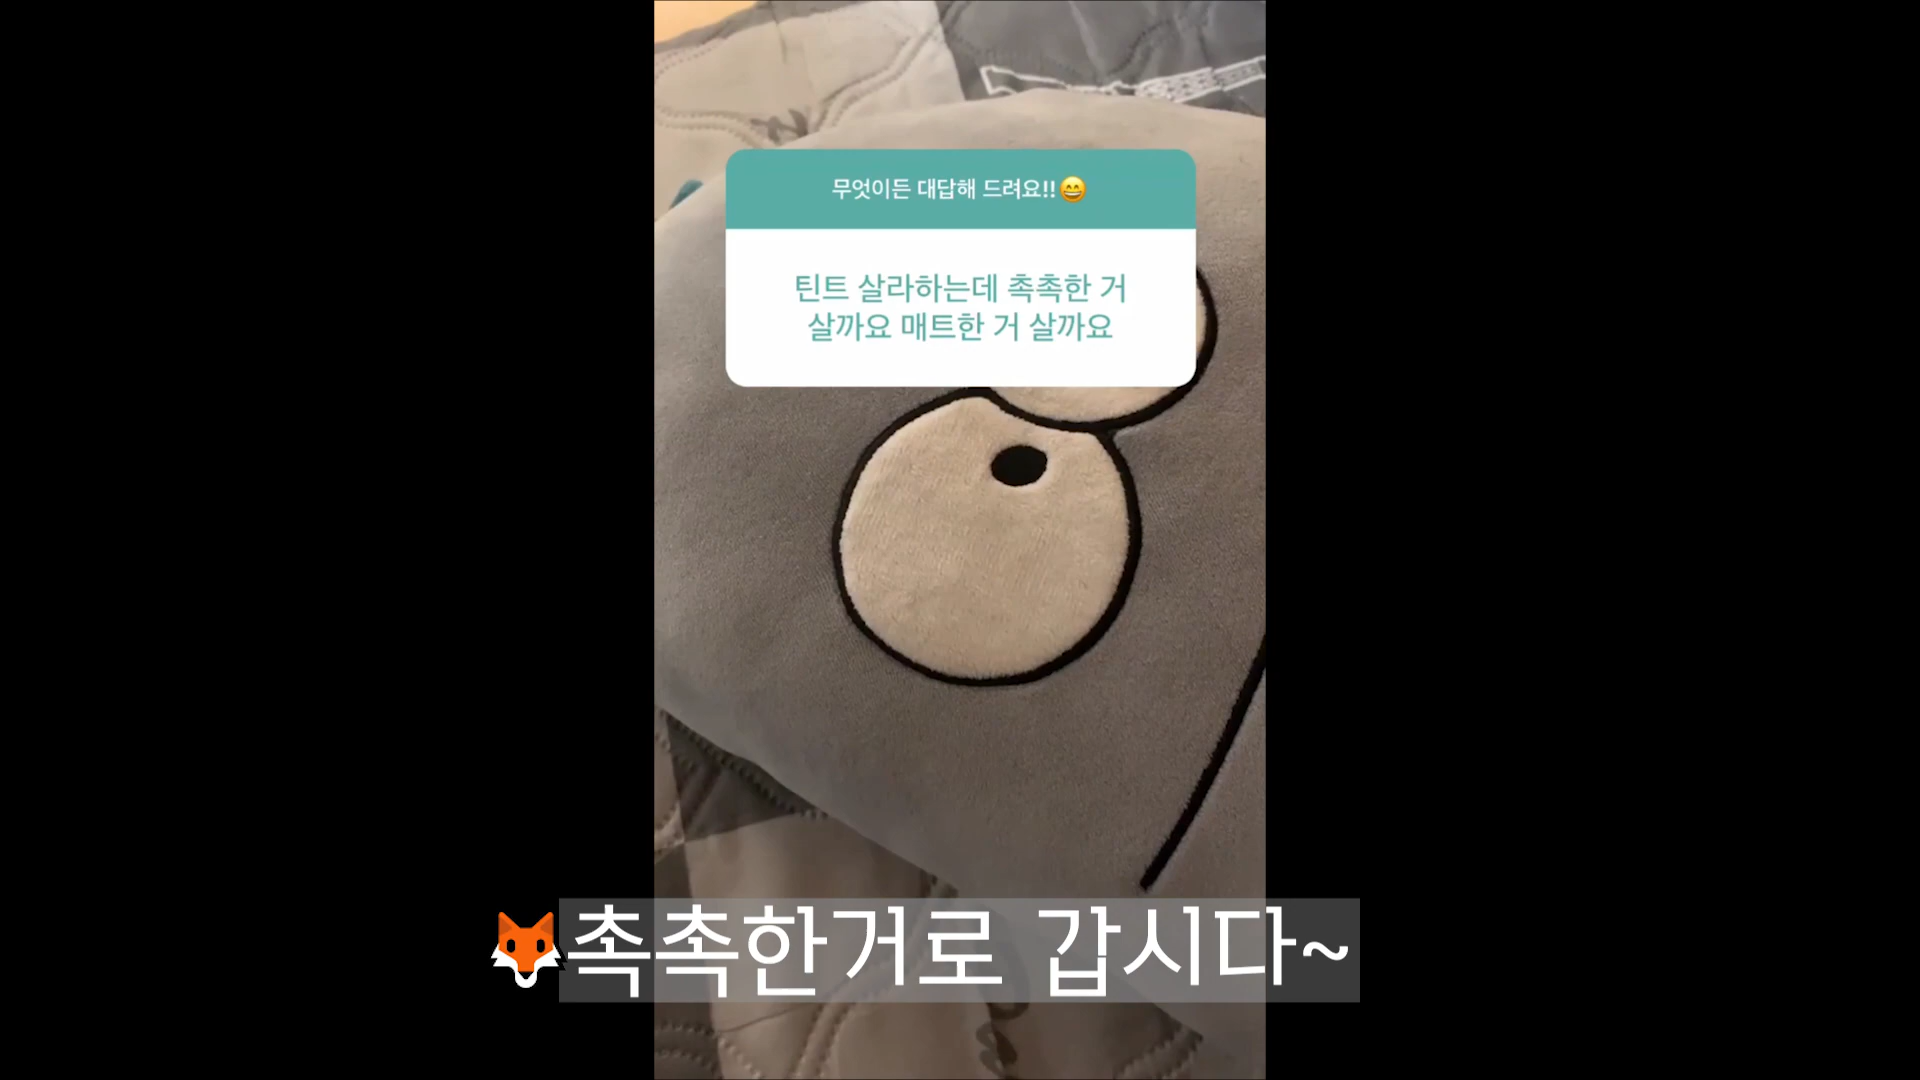 무엇이든 대답해 드려요!!😄
틴트 살라하는데 촉촉한 거
살까요 매트한 거 살까요
🦊촉촉한거로 갑시다~